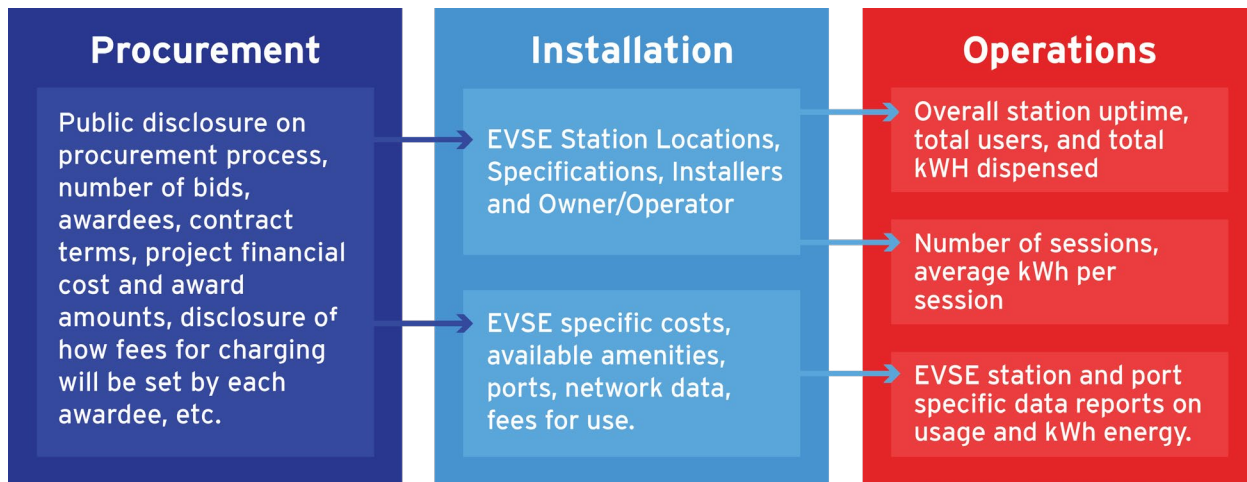 Procurement
Public disclosure on
procurement process,
number of bids,
awardees, contract
terms, project financial
cost and award
amounts, disclosure of
how fees for charging
will be set by each
awardee, etc.
Installation
EVSE Station Locations,
Specifications, Installers
and Owner/Operator
EVSE specific costs,
available amenities,
ports, network data,
fees for use.
Operations
Overall station uptime,
total users, and total
kWH dispensed
Number of sessions,
average kWh per
session
EVSE station and port
specific data reports on
usage and kWh energy.